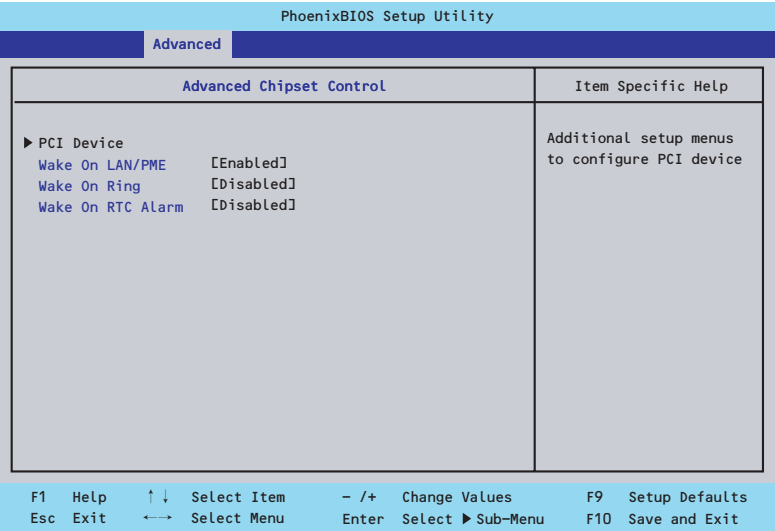 PhoenixBIOS Setup Utility
Advanced
Advanced Chipset Control
Item Specific Help
▶ PCI Device
Wake On LAN/PME [Enabled]
Wake On Ring [Disabled]
Wake On RTC Alarm [Disabled]
Additional setup menus
to configure PCI device
F1 Help ↑↓ Select Item - /+ Change Values F9 Setup Defaults
Esc Exit ←→ Select Menu Enter Select ▶ Sub-Menu F10 Save and Exit